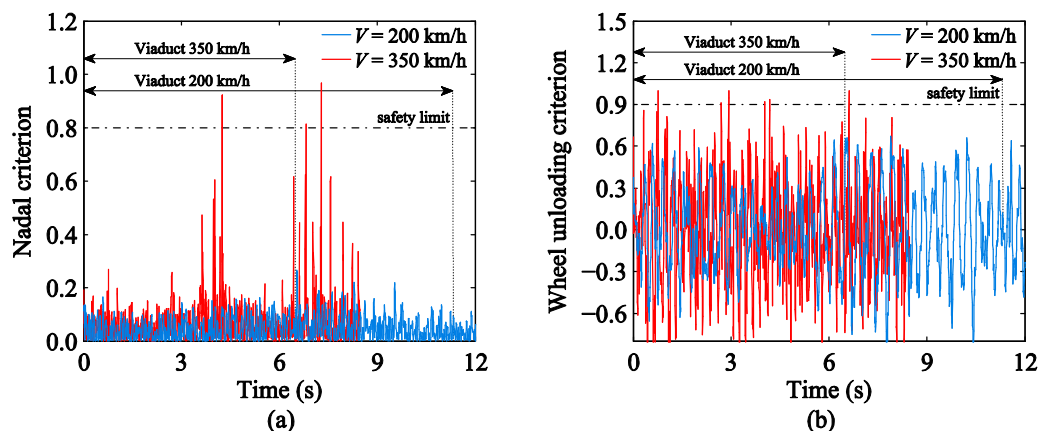 1.2
1.0
0.8
0.6
0.4
0.2
0.0
Nadal criterion
V = 200 km/h
V = 350 km/h
Viaduct 350 km/h
Viaduct 200 km/h
safety limit
0 3 6 9 12
Time (s)
(a)
1.5
1.2
0.9
0.6
0.3
0.0
−0.3
−0.6
Wheel unloading criterion
V = 200 km/h
V = 350 km/h
Viaduct 350 km/h
Viaduct 200 km/h
safety limit
0 3 6 9 12
Time (s)
(b)